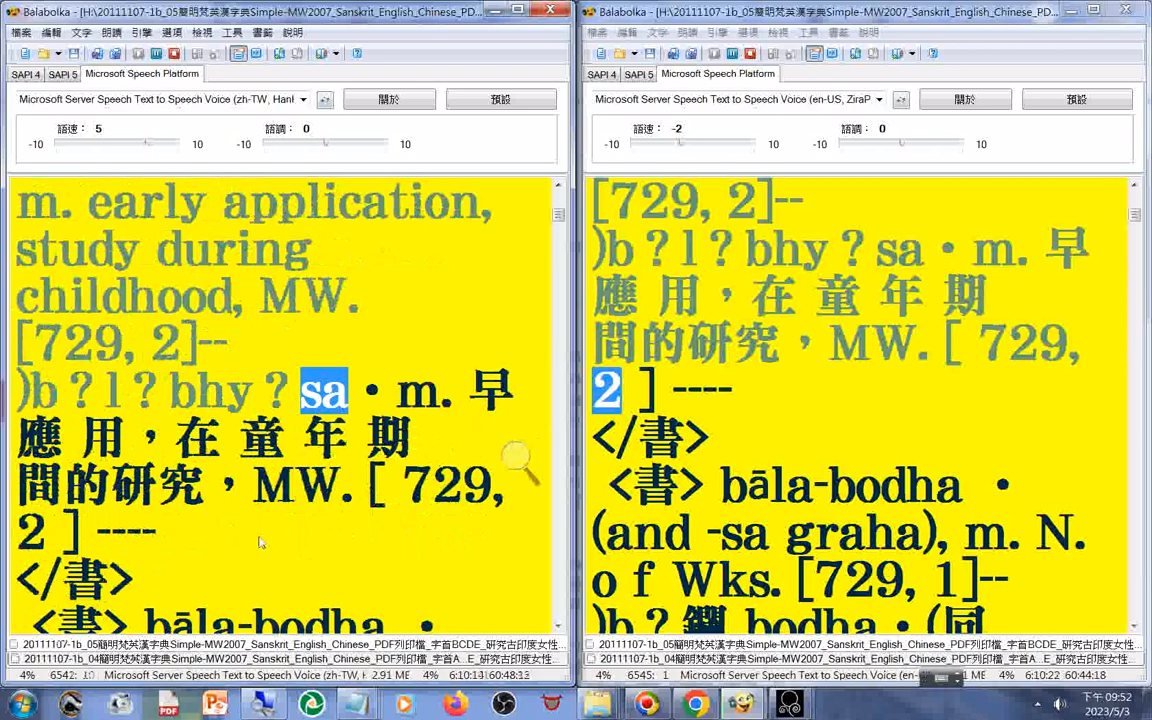 Balabolka - [H:\20111107-1b_05簡明梵英漢字典Simple-MW2007_Sanskrit_English_Chinese_PD...
檔案 編輯 文字 朗讀 引擎 選項 檢視 工具 書籤 說明
SAPI 4 SAPI 5 Microsoft Speech Platform
Microsoft Server Speech Text to Speech Voice (zh-TW, Hanl
關於 預設
語速： 5 語調： 0
-10 10 -10 10
m. early application,
study during
childhood, MW.
[729, 2]--
)b？l？bhy？sa • m. 早
應 用，在 童 年 期
間的研究，MW. [ 729,
2 ] ----
</書>
<書> bāla-bodha •
20111107-1b_05簡明梵英漢字典Simple-MW2007_Sanskrit_English_Chinese_PDF列印檔_字首BCDE_研究古印度女性...
20111107-1b_04簡明梵英漢字典Simple-MW2007_Sanskrit_English_Chinese_PDF列印檔_字首A...E_研究古印度女性...
4% 6542: Microsoft Server Speech Text to Speech Voice (zh-TW, H 2.91 ME 4% 6:10:14 60:48:13
Balabolka - [H:\20111107-1b_05簡明梵英漢字典Simple-MW2007_Sanskrit_English_Chinese_PD...
檔案 編輯 文字 朗讀 引擎 選項 檢視 工具 書籤 說明
SAPI 4 SAPI 5 Microsoft Speech Platform
Microsoft Server Speech Text to Speech Voice (en-US, ZiraP
關於 預設
語速： -2 語調： 0
-10 10 -10 10
[729, 2]--
)b？l？bhy？sa • m. 早
應 用，在 童 年 期
間的研究，MW. [ 729,
2 ] ----
</書>
<書> bāla-bodha •
(and -sa graha), m. N.
o f Wks. [729, 1]--
bodha • (同
20111107-1b_05簡明梵英漢字典Simple-MW2007_Sanskrit_English_Chinese_PDF列印檔_字首BCDE_研究古印度女性...
20111107-1b_04簡明梵英漢字典Simple-MW2007_Sanskrit_English_Chinese_PDF列印檔_字首A...E_研究古印度女性...
4% 6545: 1 Microsoft Server Speech Text to Speech Voice (en-US ME 4% 6:10:22 60:44:18
下午 09:52
2023/5/3